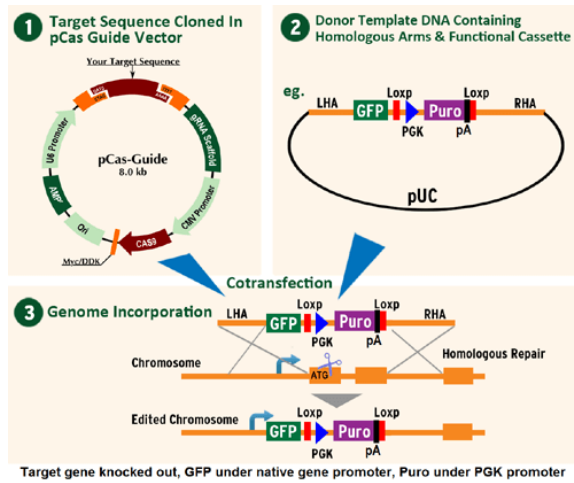 1 Target Sequence Cloned In
pCas Guide Vector
Your Target Sequence
U6 Promoter
gRNA Scaffold
pCas-Guide
8.0 kb
AMPr
CMV Promoter
Ori
CAS9
Myc/DDK
2 Donor Template DNA Containing
Homologous Arms & Functional Cassette
eg.
Loxp Loxp
LHA GFP Puro RHA
PGK pA
pUC
Cotransfection
3 Genome Incorporation
LHA Loxp Loxp RHA
GFP Puro
PGK pA
Chromosome Homologous Repair
ATG
Edited Chromosome Loxp Loxp
GFP Puro
PGK pA
Target gene knocked out, GFP under native gene promoter, Puro under PGK promoter